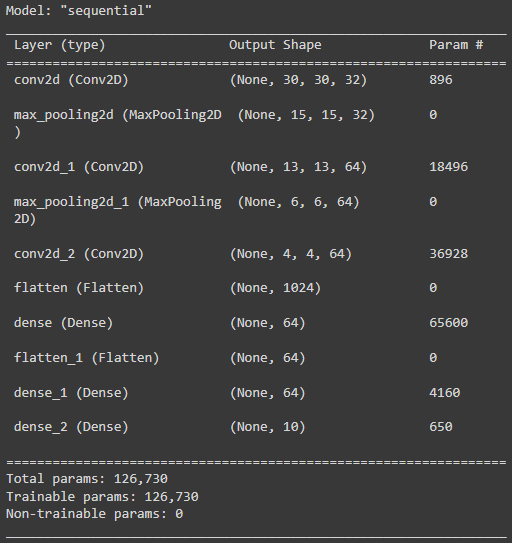 Model: "sequential"
Layer (type) Output Shape Param #
conv2d (Conv2D) (None, 30, 30, 32) 896
max_pooling2d (MaxPooling2D (None, 15, 15, 32) 0
)
conv2d_1 (Conv2D) (None, 13, 13, 64) 18496
max_pooling2d_1 (MaxPooling (None, 6, 6, 64) 0
2D)
conv2d_2 (Conv2D) (None, 4, 4, 64) 36928
flatten (Flatten) (None, 1024) 0
dense (Dense) (None, 64) 65600
flatten_1 (Flatten) (None, 64) 0
dense_1 (Dense) (None, 64) 4160
dense_2 (Dense) (None, 10) 650
Total params: 126,730
Trainable params: 126,730
Non-trainable params: 0